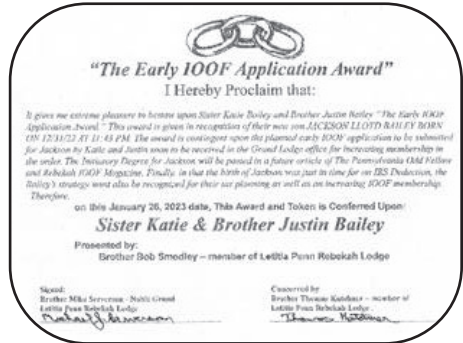 "The Early IOOF Application Award"
I Hereby Proclaim that:
It gives me extreme pleasure to bestow upon Sister Katie Bailey and Brother Justin Bailey "The Early IOOF
Application Award." This award is given in recognition of their new son JACKSON LLOYD BAILEY BORN
ON 12/31/22 AT 11:45 PM. The award is contingent upon the planned early IOOF application to be submitted
for Jackson by Katie and Justin soon to be received in the Grand Lodge office for increasing membership in
the order. The Initiatory Degree for Jackson will be posted in a future article of The Pennsylvania Odd Fellow
and Rebekah IOOF Magazine. Finally, in that the birth of Jackson was just in time for an IRS Deduction, the
Bailey's strategy must also be recognized for their tax planning as well as an increasing IOOF membership.
Therefore,
on this January 26, 2023 date, This Award and Token is Conferred Upon:
Sister Katie & Brother Justin Bailey
Presented by:
Brother Bob Smedley – member of Letitia Penn Rebekah Lodge
Signed: Concurred by
Brother Mike Serverson - Noble Grand Brother Thomas Kutchner – member of
Letitia Penn Rebekah Lodge Letitia Penn Rebekah Lodge